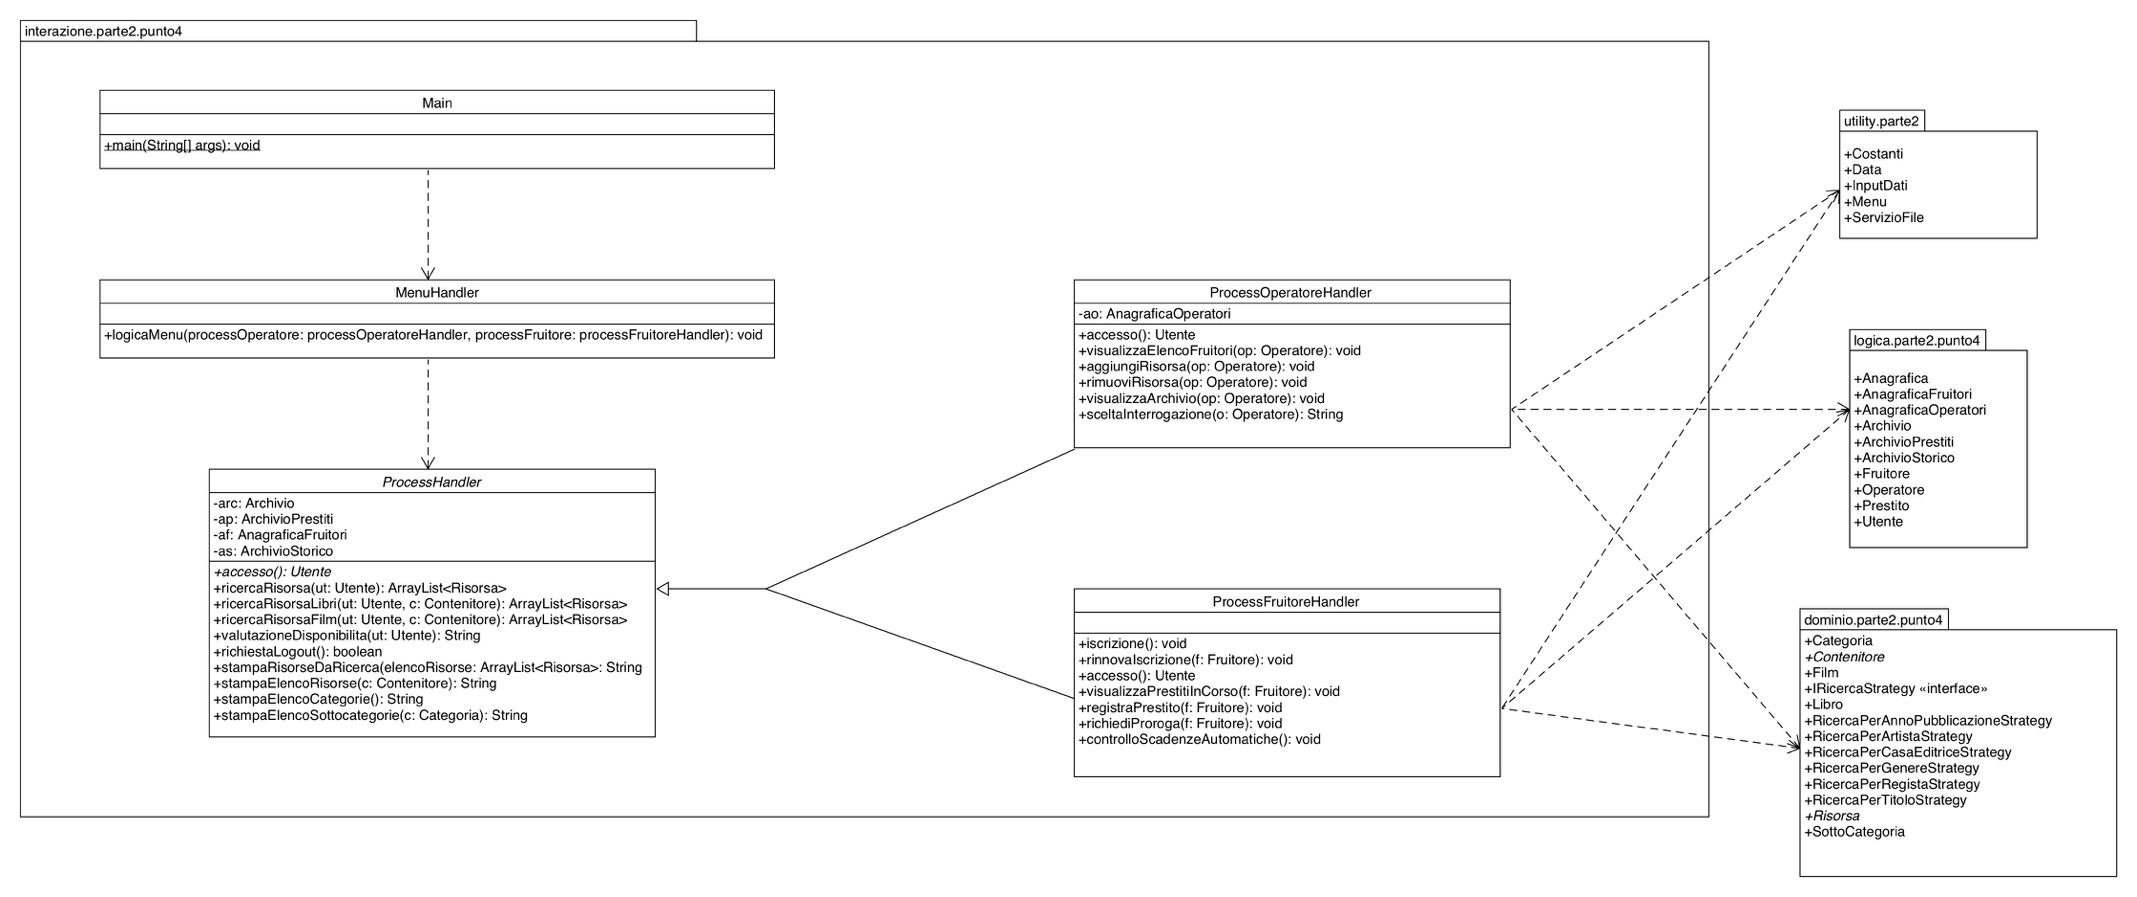 interazione.parte2.punto4
Main
+main(String[] args): void
MenuHandler
+logicaMenu(processOperatore: processOperatoreHandler, processFruitore: processFruitoreHandler): void
ProcessHandler
-arc: Archivio
-ap: ArchivioPrestiti
-af: AnagraficaFruitori
-as: ArchivioStorico
+accesso(): Utente
+ricercaRisorsa(ut: Utente): ArrayList<Risorsa>
+ricercaRisorsaLibri(ut: Utente, c: Contenitore): ArrayList<Risorsa>
+ricercaRisorsaFilm(ut: Utente, c: Contenitore): ArrayList<Risorsa>
+valutazioneDisponibilita(ut: Utente): String
+richiestaLogout(): boolean
+stampaRisorseDaRicerca(elencoRisorse: ArrayList<Risorsa>: String
+stampaElencoRisorse(c: Contenitore): String
+stampaElencoCategorie(): String
+stampaElencoSottocategorie(c: Categoria): String
ProcessOperatoreHandler
-ao: AnagraficaOperatori
+accesso(): Utente
+visualizzaElencoFruitori(op: Operatore): void
+aggiungiRisorsa(op: Operatore): void
+rimuoviRisorsa(op: Operatore): void
+visualizzaArchivio(op: Operatore): void
+sceltaInterrogazione(o: Operatore): String
ProcessFruitoreHandler
+iscrizione(): void
+rinnovaIscrizione(f: Fruitore): void
+accesso(): Utente
+visualizzaPrestitiInCorso(f: Fruitore): void
+registraPrestito(f: Fruitore): void
+richiediProroga(f: Fruitore): void
+controlloScadenzeAutomatiche(): void
utility.parte2
+Costanti
+Data
+InputDati
+Menu
+ServizioFile
logica.parte2.punto4
+Anagrafica
+AnagraficaFruitori
+AnagraficaOperatori
+Archivio
+ArchivioPrestiti
+ArchivioStorico
+Fruitore
+Operatore
+Prestito
+Utente
dominio.parte2.punto4
+Categoria
+Contenitore
+Film
+IRicercaStrategy «interface»
+Libro
+RicercaPerAnnoPubblicazioneStrategy
+RicercaPerArtistaStrategy
+RicercaPerCasaEditriceStrategy
+RicercaPerGenereStrategy
+RicercaPerRegistaStrategy
+RicercaPerTitoloStrategy
+Risorsa
+SottoCategoria